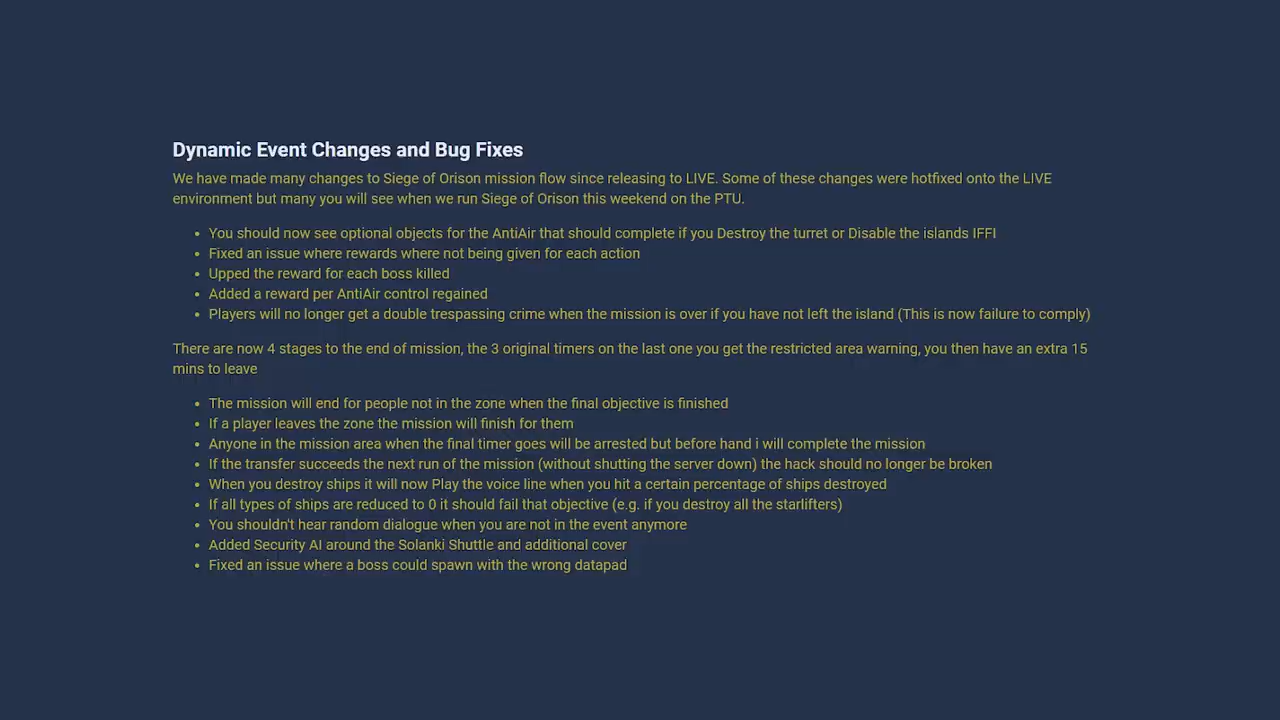 Dynamic Event Changes and Bug Fixes
We have made many changes to Siege of Orison mission flow since releasing to LIVE. Some of these changes were hotfixed onto the LIVE
environment but many you will see when we run Siege of Orison this weekend on the PTU.
• You should now see optional objects for the AntiAir that should complete if you Destroy the turret or Disable the islands IFFI
• Fixed an issue where rewards where not being given for each action
• Upped the reward for each boss killed
• Added a reward per AntiAir control regained
• Players will no longer get a double trespassing crime when the mission is over if you have not left the island (This is now failure to comply)
There are now 4 stages to the end of mission, the 3 original timers on the last one you get the restricted area warning, you then have an extra 15
mins to leave
• The mission will end for people not in the zone when the final objective is finished
• If a player leaves the zone the mission will finish for them
• Anyone in the mission area when the final timer goes will be arrested but before hand i will complete the mission
• If the transfer succeeds the next run of the mission (without shutting the server down) the hack should no longer be broken
• When you destroy ships it will now Play the voice line when you hit a certain percentage of ships destroyed
• If all types of ships are reduced to 0 it should fail that objective (e.g. if you destroy all the starlifters)
• You shouldn't hear random dialogue when you are not in the event anymore
• Added Security AI around the Solanki Shuttle and additional cover
• Fixed an issue where a boss could spawn with the wrong datapad